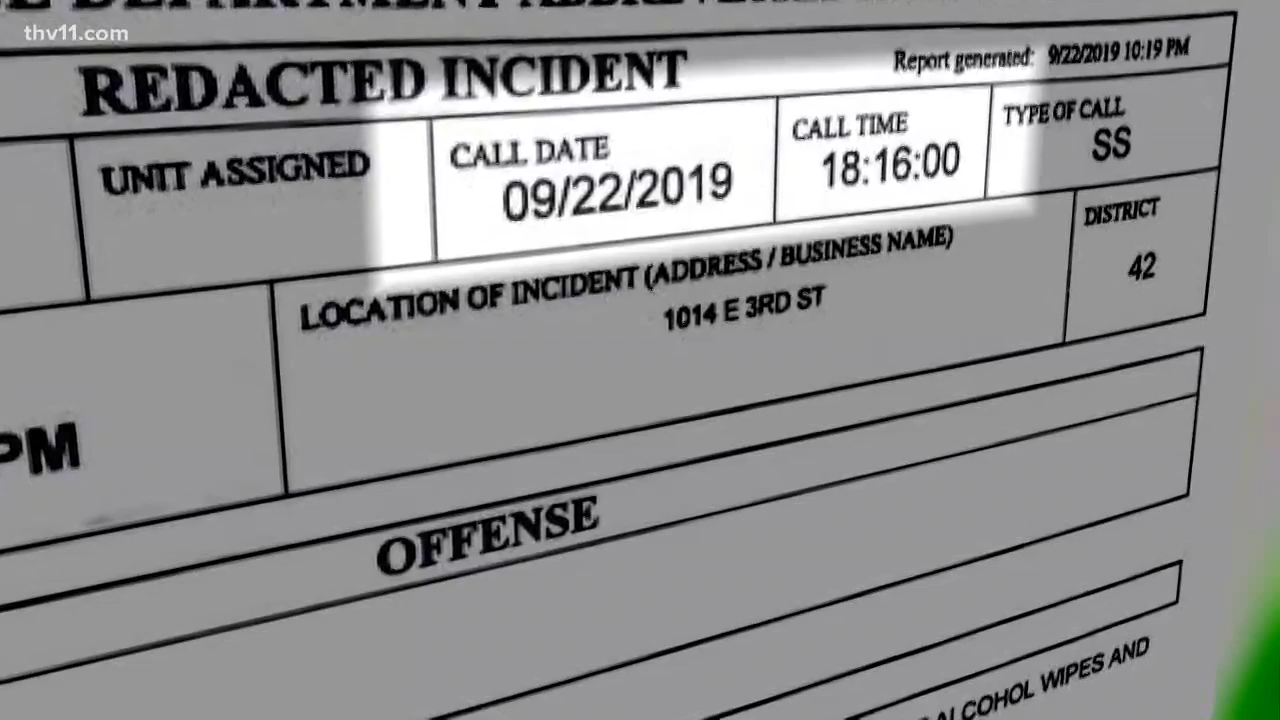 thv11.com
REDACTED INCIDENT
Report generated: 9/22/2019 10:19 PM
UNIT ASSIGNED
CALL DATE
09/22/2019
CALL TIME
18:16:00
TYPE OF CALL
SS
LOCATION OF INCIDENT (ADDRESS / BUSINESS NAME)
1014 E 3RD ST
DISTRICT
42
PM
OFFENSE
ALCOHOL WIPES AND